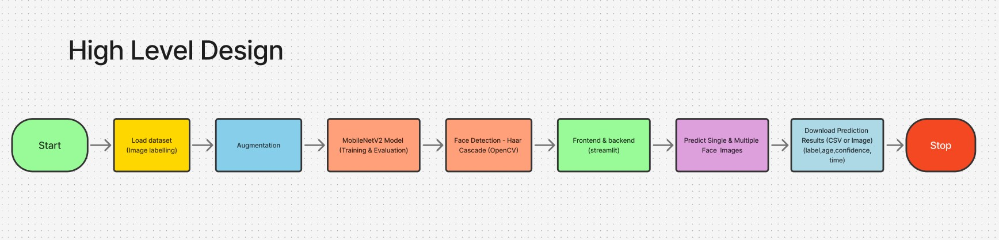 High Level Design
Start
Load dataset
(Image labelling)
Augmentation
MobileNetV2 Model
(Training & Evaluation)
Face Detection - Haar
Cascade (OpenCV)
Frontend & backend
(streamlit)
Predict Single & Multiple
Face  Images
Download Prediction
Results (CSV or Image)
(label,age,confidence,
time)
Stop